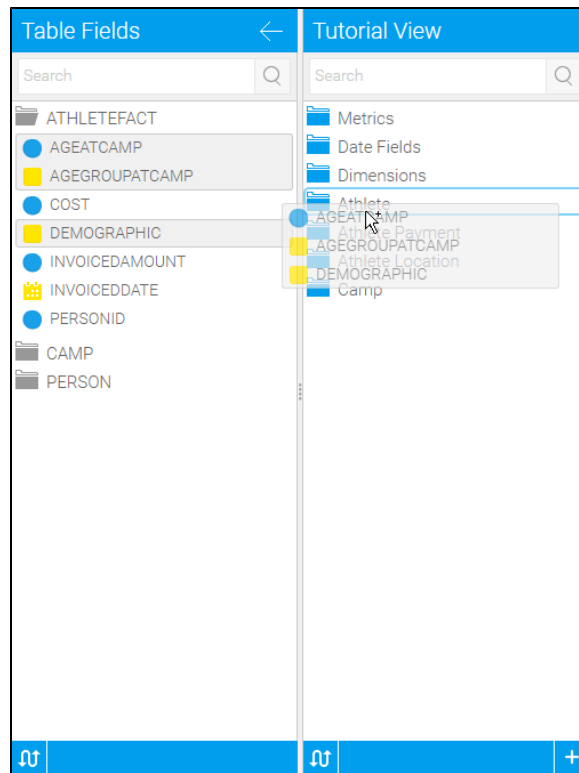 Table Fields
Search
ATHLETEFACT
AGEATCAMP
AGEGROUPATCAMP
COST
DEMOGRAPHIC
INVOICEDAMOUNT
INVOICEDDATE
PERSONID
CAMP
PERSON
Tutorial View
Search
Metrics
Date Fields
Dimensions
Athlete
AGEATCAMP
Athlete Payment
AGEGROUPATCAMP
Athlete Location
DEMOGRAPHIC
Camp